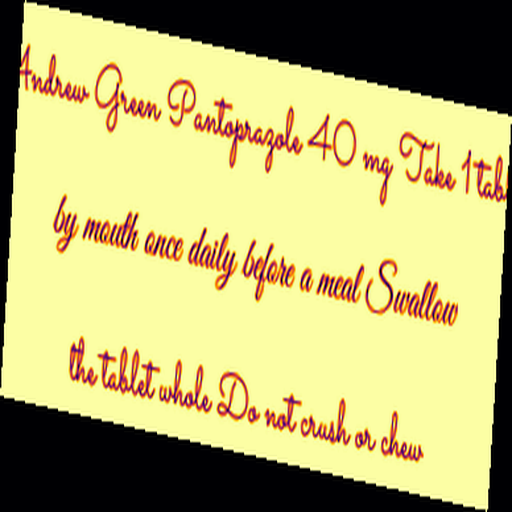 Andrew Green Pantoprazole 40 mg Take 1 tab
by mouth once daily before a meal Swallow
the tablet whole Do not crush or chew